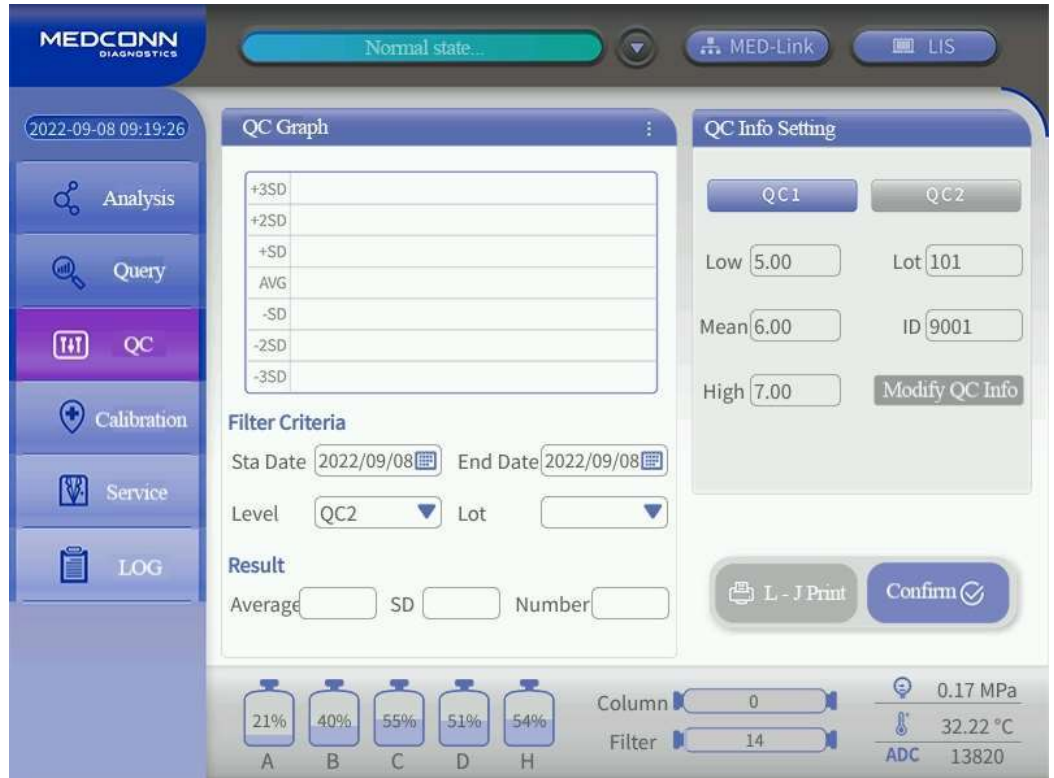 MEDCONN
DIAGNOSTICS
Normal state...
MED-Link
LIS
2022-09-08 09:19:26
Analysis
Query
QC
Calibration
Service
LOG
QC Graph
+3SD
+2SD
+SD
AVG
-SD
-2SD
-3SD
Filter Criteria
Sta Date 2022/09/08 End Date 2022/09/08
Level QC2 Lot
Result
Average SD Number
QC Info Setting
QC1 QC2
Low 5.00 Lot 101
Mean 6.00 ID 9001
High 7.00 Modify QC Info
L - J Print Confirm
21% 40% 55% 51% 54%
A B C D H
Column 0
Filter 14
0.17 MPa
32.22 °C
ADC 13820